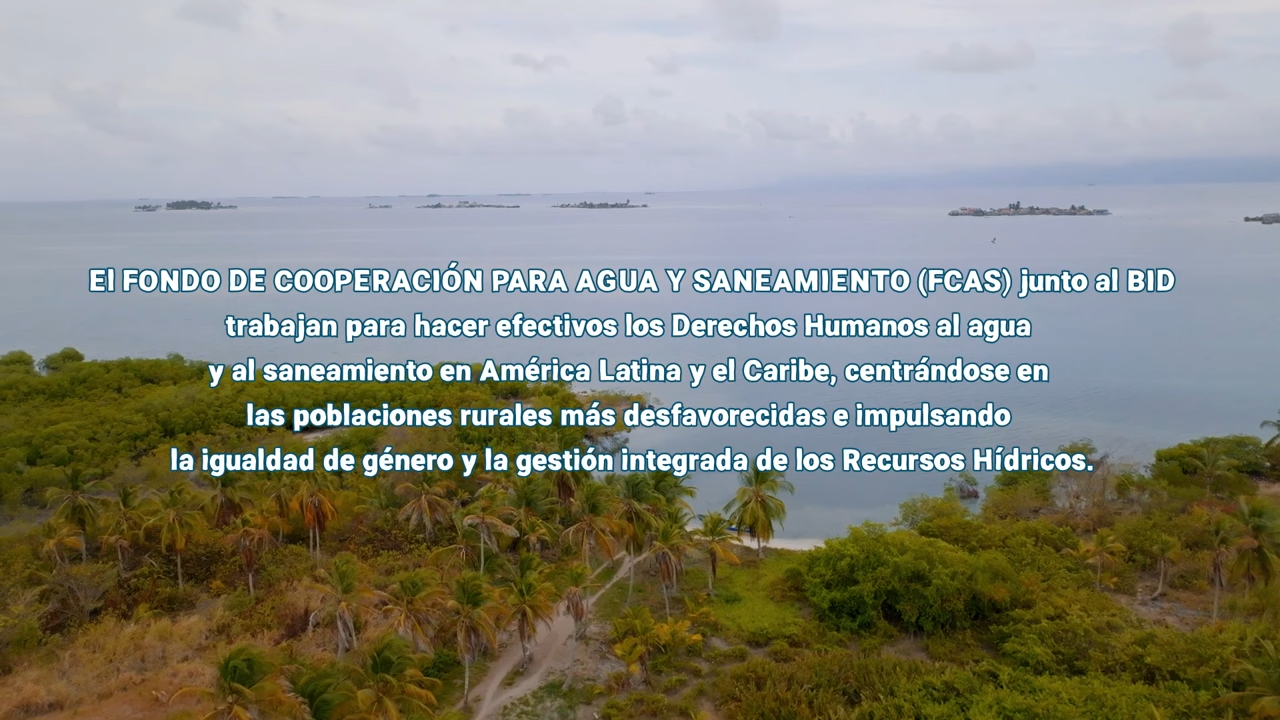 El FONDO DE COOPERACIÓN PARA AGUA Y SANEAMIENTO (FCAS) junto al BID
trabajan para hacer efectivos los Derechos Humanos al agua
y al saneamiento en América Latina y el Caribe, centrándose en
las poblaciones rurales más desfavorecidas e impulsando
la igualdad de género y la gestión integrada de los Recursos Hídricos.